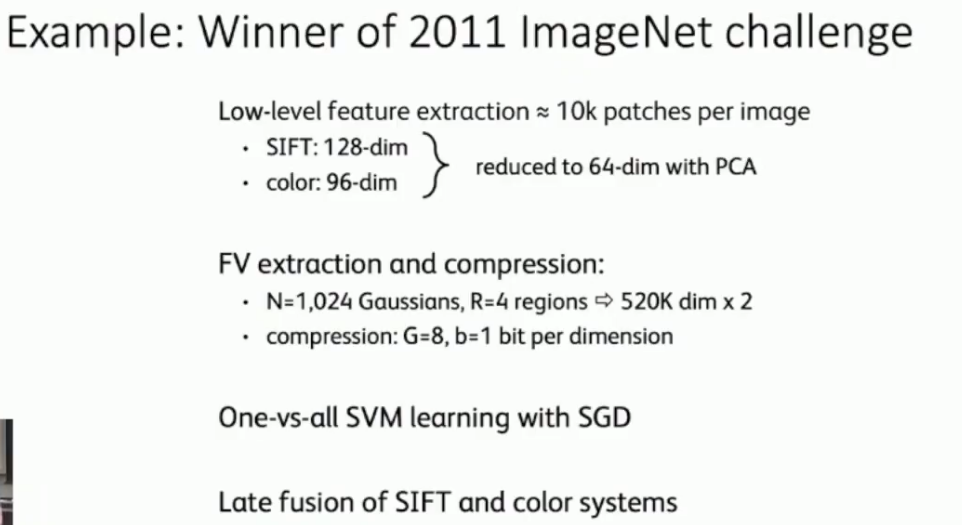 Example: Winner of 2011 ImageNet challenge
Low-level feature extraction ≈ 10k patches per image
• SIFT: 128-dim
• color: 96-dim
reduced to 64-dim with PCA
FV extraction and compression:
• N=1,024 Gaussians, R=4 regions ⇨ 520K dim x 2
• compression: G=8, b=1 bit per dimension
One-vs-all SVM learning with SGD
Late fusion of SIFT and color systems